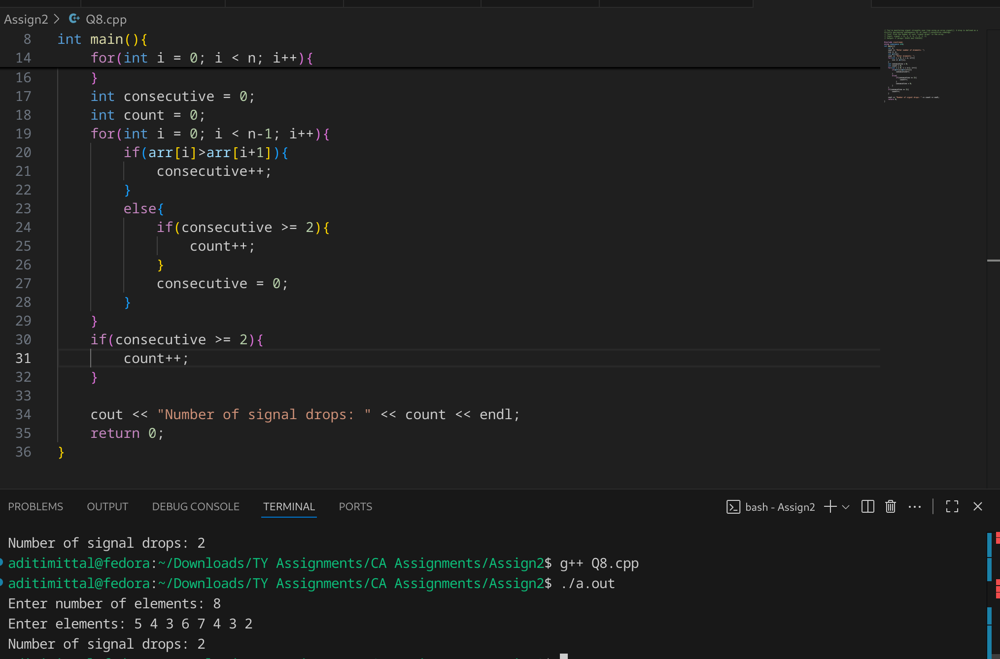 Assign2 > Q8.cpp
8 int main(){
14 for(int i = 0; i < n; i++){
16 }
17 int consecutive = 0;
18 int count = 0;
19 for(int i = 0; i < n-1; i++){
20 if(arr[i]>arr[i+1]){
21 consecutive++;
22 }
23 else{
24 if(consecutive >= 2){
25 count++;
26 }
27 consecutive = 0;
28 }
29 }
30 if(consecutive >= 2){
31 count++;
32 }
33
34 cout << "Number of signal drops: " << count << endl;
35 return 0;
36 }
PROBLEMS OUTPUT DEBUG CONSOLE TERMINAL PORTS bash - Assign2
Number of signal drops: 2
aditimittal@fedora:~/Downloads/TY Assignments/CA Assignments/Assign2$ g++ Q8.cpp
aditimittal@fedora:~/Downloads/TY Assignments/CA Assignments/Assign2$ ./a.out
Enter number of elements: 8
Enter elements: 5 4 3 6 7 4 3 2
Number of signal drops: 2